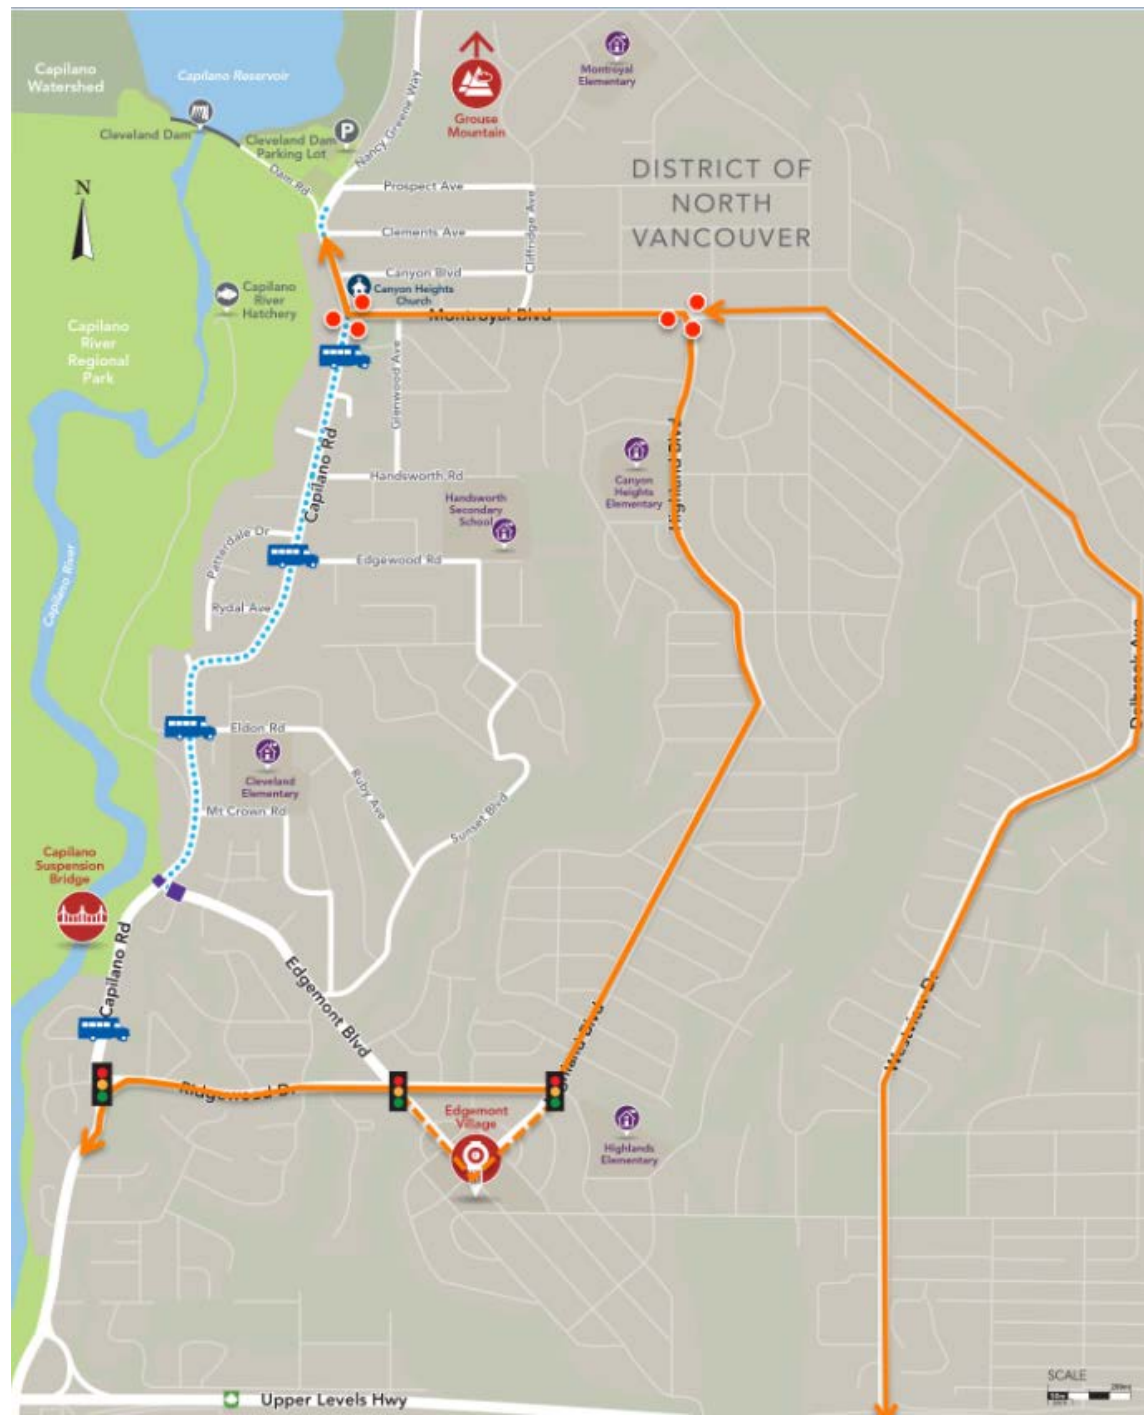 Montroyal
Elementary
Capilano
Watershed
Capilano Reservoir
Cleveland Dam
Cleveland Dam
Parking Lot
P
Nancy Greene Way
Grouse
Mountain
Dam Rd
N
Prospect Ave
DISTRICT OF
NORTH
VANCOUVER
Clements Ave
Cliffridge Ave
Canyon Blvd
Canyon Heights
Church
Capilano
River
Hatchery
Montroyal Blvd
Capilano
River
Regional
Park
Glenwood Ave
Highland Blvd
Capilano Rd
Handsworth Rd
Canyon
Heights
Elementary
Handsworth
Secondary
School
Patterdale Dr
Edgewood Rd
Capilano River
Rydal Ave
Delbrook Ave
Eldon Rd
Cleveland
Elementary
Ruby Ave
Mt Crown Rd
Sunset Blvd
Capilano
Suspension
Bridge
Capilano Rd
Edgemont Blvd
Westview Dr
Highland Blvd
Ridgewood Dr
Edgemont
Village
Highlands
Elementary
SCALE
Upper Levels Hwy